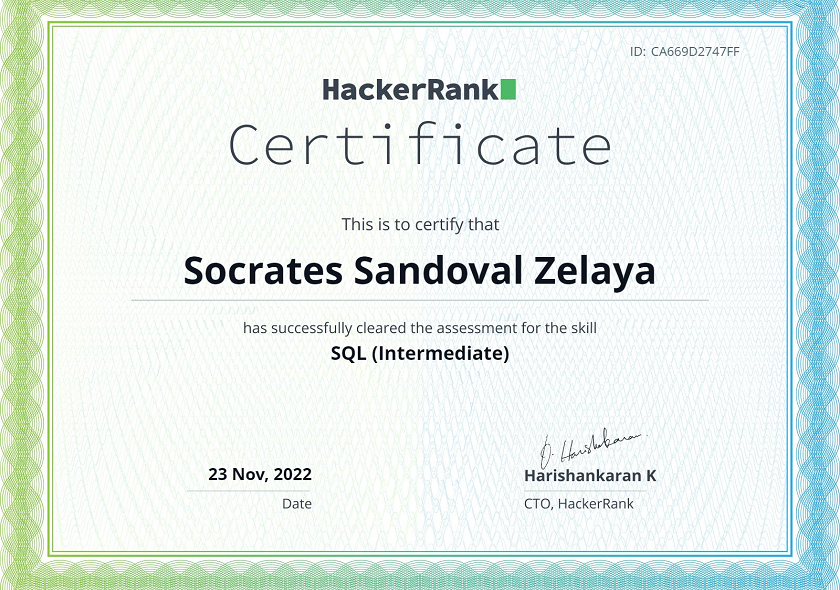 ID: CA669D2747FF
HackerRank
Certificate
This is to certify that
Socrates Sandoval Zelaya
has successfully cleared the assessment for the skill
SQL (Intermediate)
23 Nov, 2022
Date
Harishankaran K
CTO, HackerRank